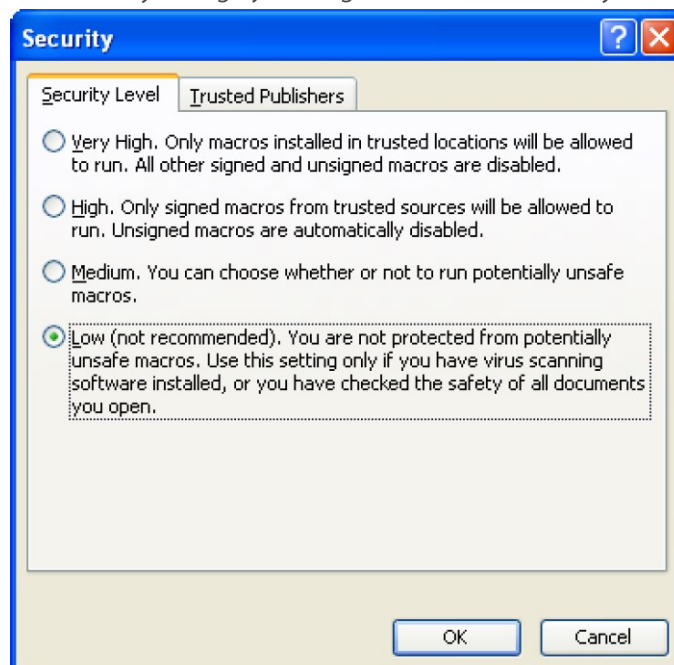 Security
Security Level
Trusted Publishers
Very High. Only macros installed in trusted locations will be allowed
to run. All other signed and unsigned macros are disabled.
High. Only signed macros from trusted sources will be allowed to
run. Unsigned macros are automatically disabled.
Medium. You can choose whether or not to run potentially unsafe
macros.
Low (not recommended). You are not protected from potentially
unsafe macros. Use this setting only if you have virus scanning
software installed, or you have checked the safety of all documents
you open.
OK
Cancel